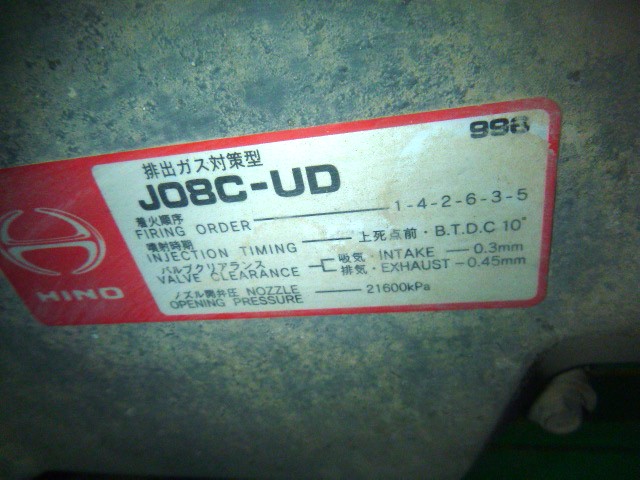 998
排出ガス対策型
J08C-UD
着火順序
FIRING ORDER 1-4-2-6-3-5
噴射時期
INJECTION TIMING 上死点前・B.T.D.C 10°
バルブクリアランス 吸気・INTAKE - 0.3mm
VALVE CLEARANCE 排気・EXHAUST-0.45mm
ノズル開弁圧 NOZZLE
OPENING PRESSURE 21600kPa
HINO